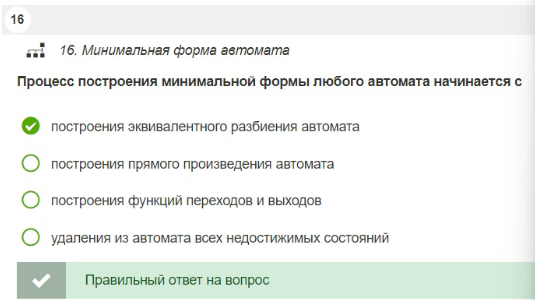 16
16. Минимальная форма автомата
Процесс построения минимальной формы любого автомата начинается с
построения эквивалентного разбиения автомата
построения прямого произведения автомата
построения функций переходов и выходов
удаления из автомата всех недостижимых состояний
Правильный ответ на вопрос